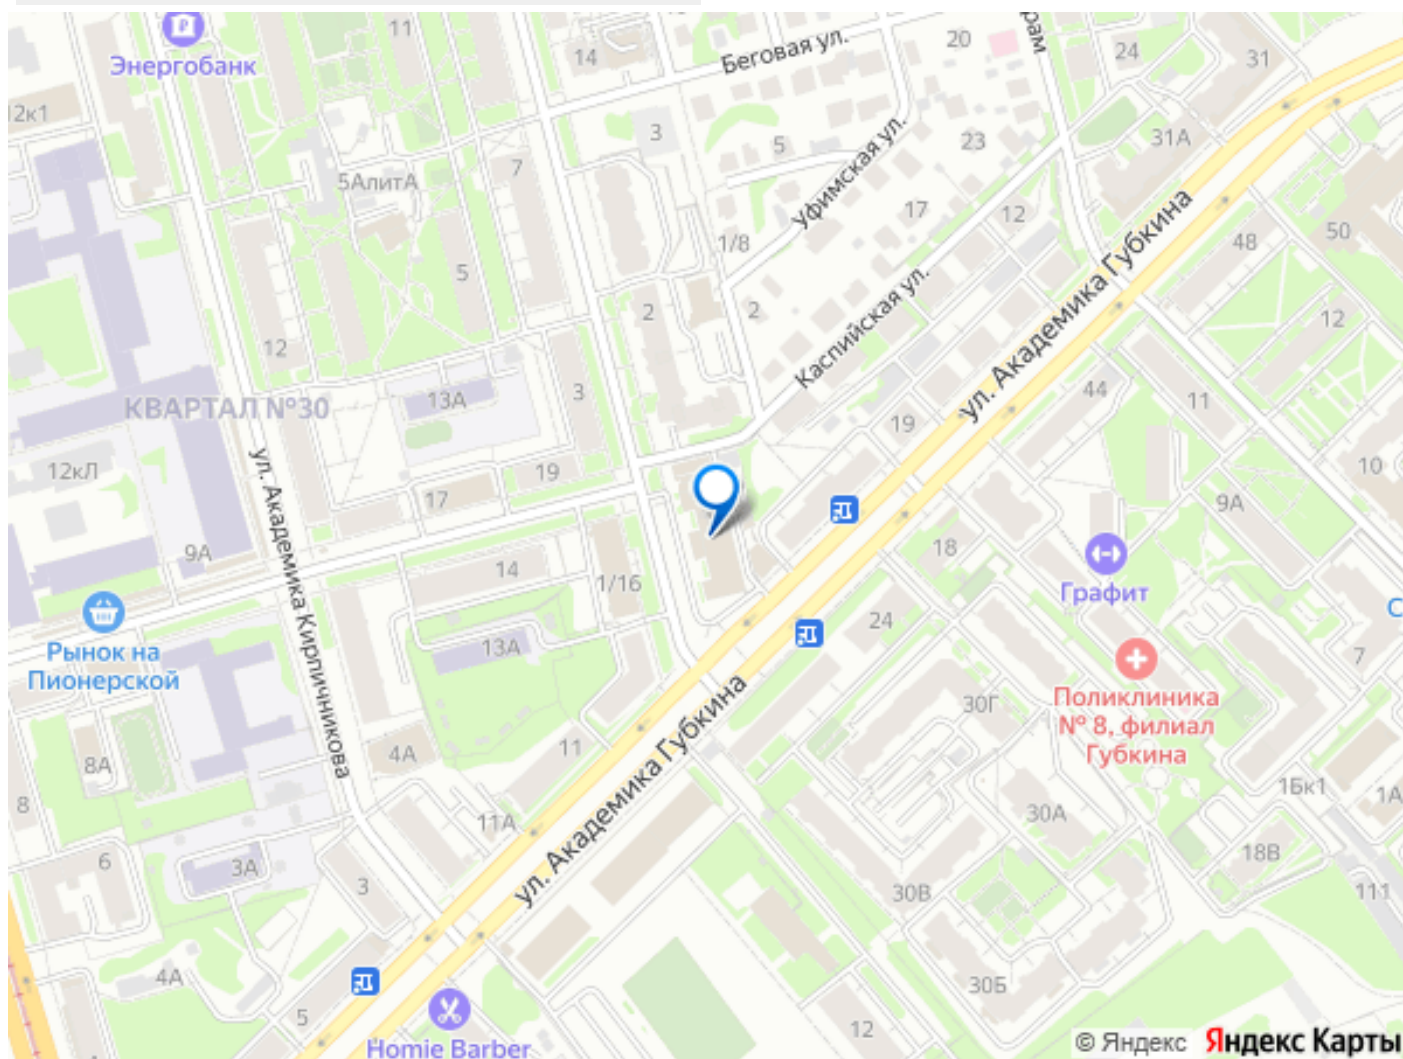 Энергобанк
11
14
Беговая ул.
20
рам
24
31
12к1
3
5
23
31А
7
5АлитА
Уфимская ул.
17
12
1/8
48
50
5
2
2
Каспийская ул.
ул. Академика Губкина
12
12
КВАРТАЛ №30
13А
3
44
11
19
12кЛ
17
19
10
9А
9А
ул. Академика Кирпичникова
14
1/16
18
Графит
С
Рынок на
Пионерской
13А
24
7
Поликлиника
№ 8, филиал
Губкина
30Г
8А
4А
11
ул. Академика Губкина
8
1Бк1
1А
11А
30А
6
3А
3
18В
30В
111
4А
30Б
5
12
Homie Barber
© Яндекс Яндекс Карты